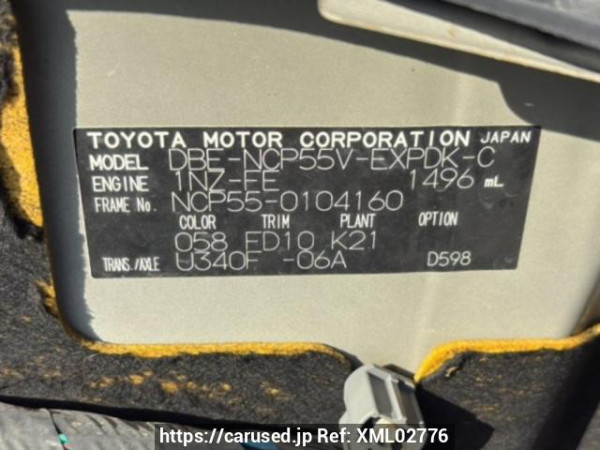 TOYOTA MOTOR CORPORATION JAPAN
MODEL DBE-NCP55V-EXPDK-C
ENGINE 1NZ-FE 1496 mL
FRAME No. NCP55-0104160
COLOR TRIM PLANT OPTION
058 FD10 K21
TRANS./AXLE U340F -06A D598
https://carused.jp Ref: XML02776